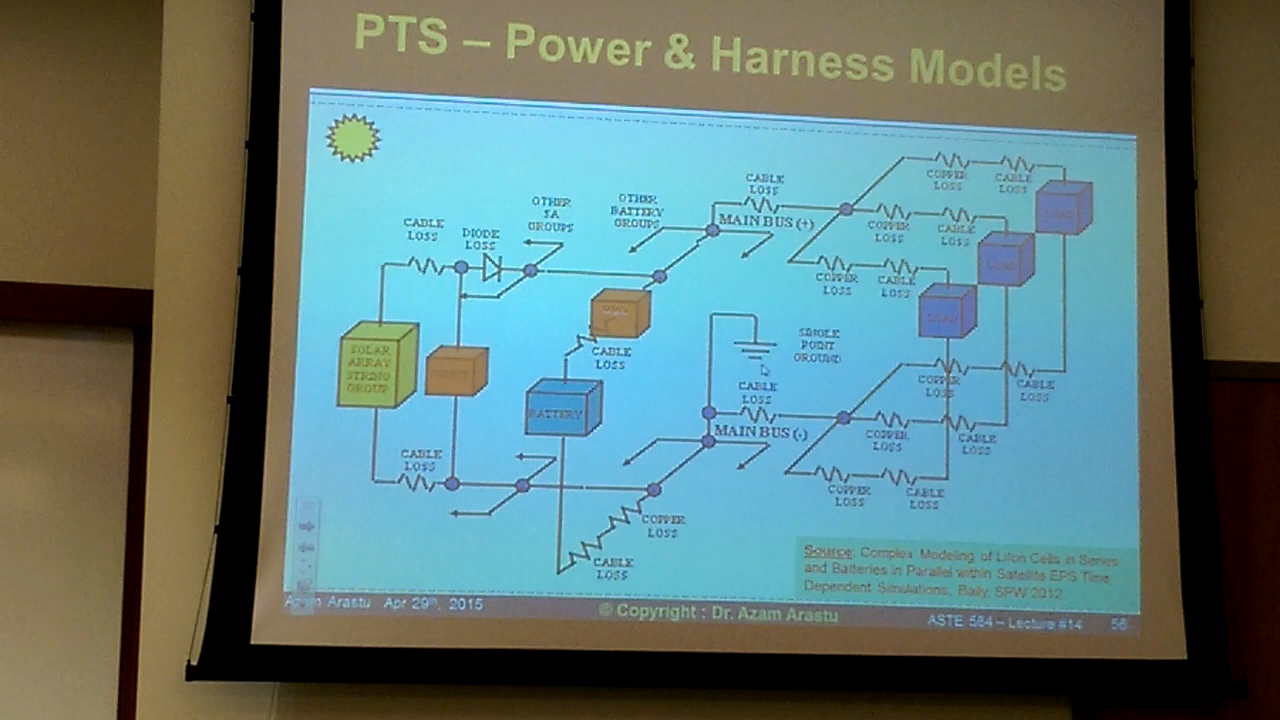 PTS – Power & Harness Models
CABLE
LOSS
DIODE
LOSS
OTHER
SA
GROUPS
OTHER
BATTERY
GROUPS
CABLE
LOSS
MAIN BUS (+)
COPPER
LOSS
CABLE
LOSS
COPPER
LOSS
CABLE
LOSS
COPPER
LOSS
CABLE
LOSS
LOAD
LOAD
LOAD
SOLAR
ARRAY
STRING
GROUP
CABLE
LOSS
BATTERY
SINGLE
POINT
GROUND
CABLE
LOSS
MAIN BUS (-)
COPPER
LOSS
CABLE
LOSS
COPPER
LOSS
CABLE
LOSS
COPPER
LOSS
CABLE
LOSS
CABLE
LOSS
COPPER
LOSS
CABLE
LOSS
Source: Complex Modeling of LiIon Cells in Series
and Batteries in Parallel within Satellite EPS Time
Dependent Simulations, Baily, SPW 2012
Azam Arastu Apr 29th, 2015
© Copyright : Dr. Azam Arastu
ASTE 584 – Lecture #14 56